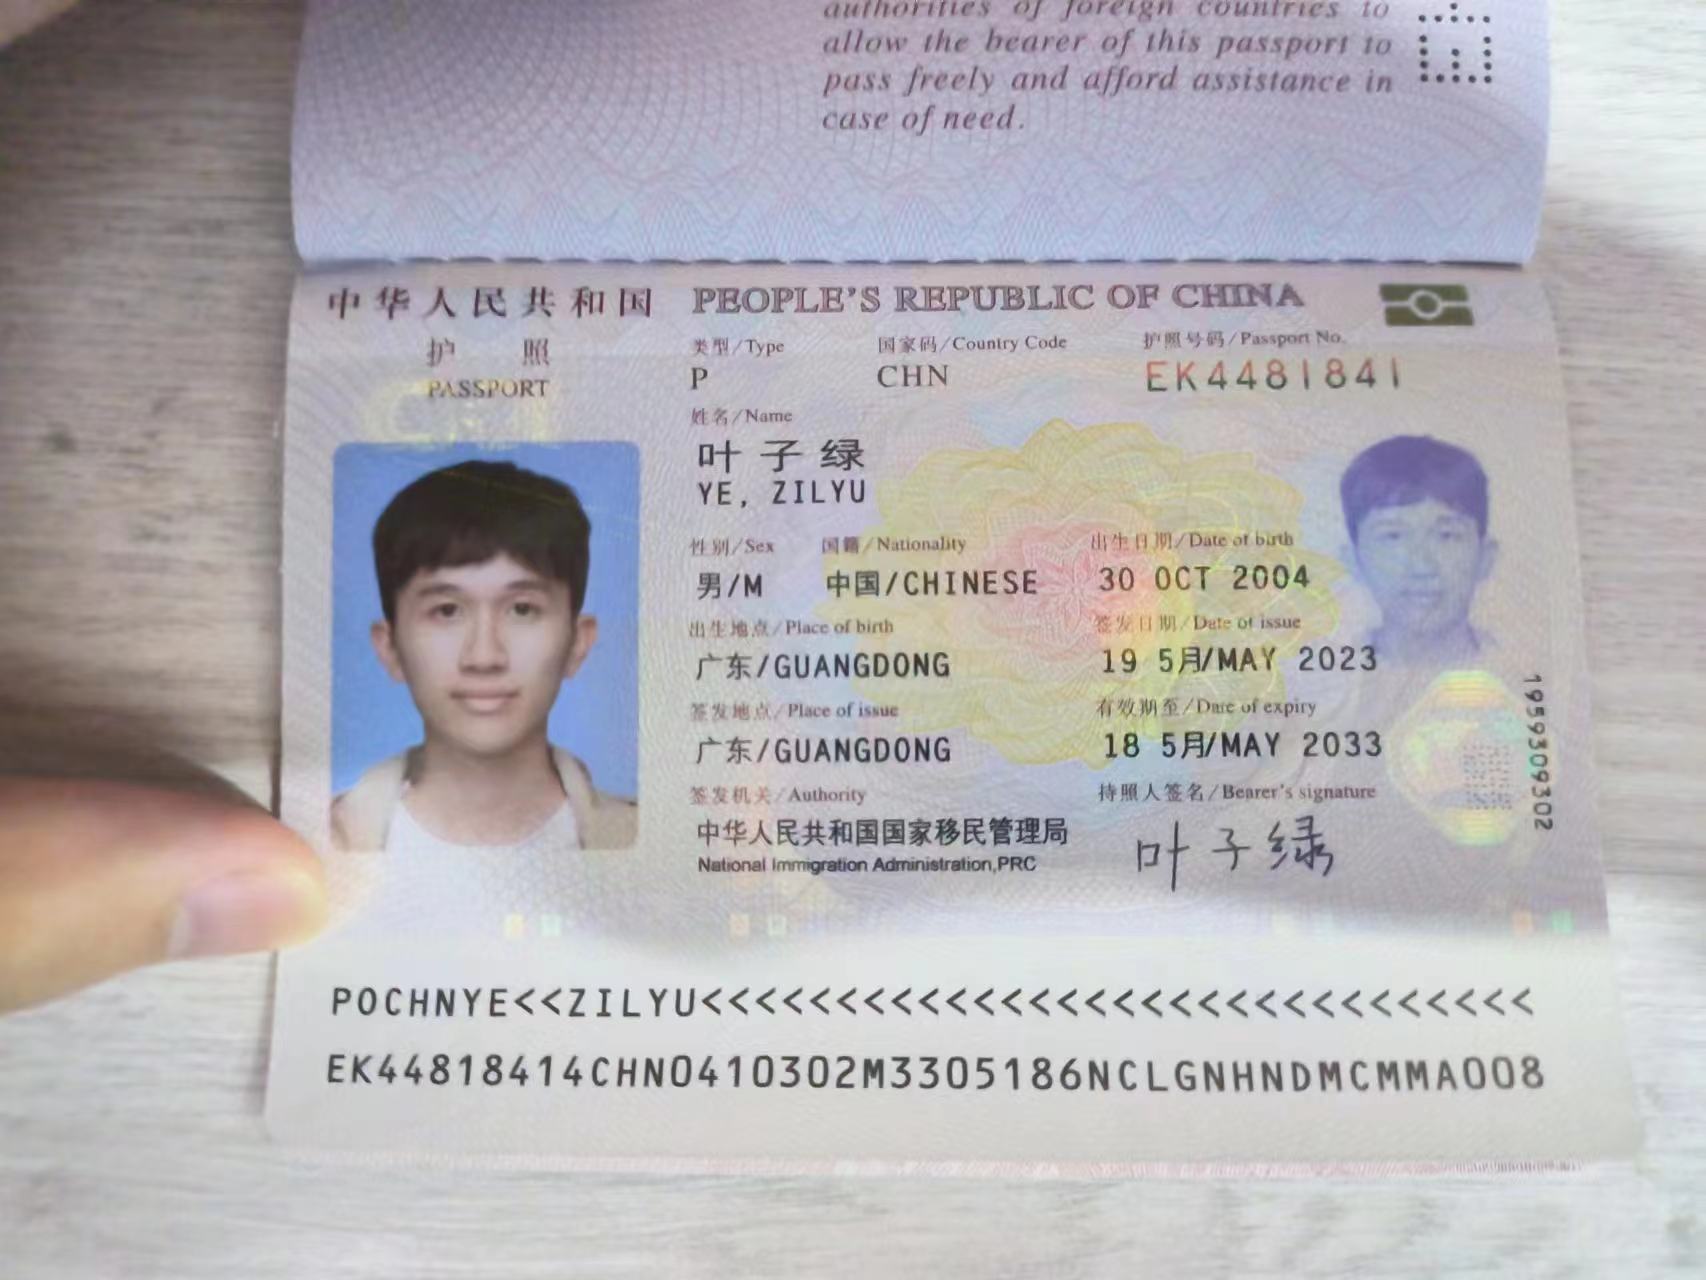 authorities of foreign countries to
allow the bearer of this passport to
pass freely and afford assistance in
case of need.
中华人民共和国 PEOPLE'S REPUBLIC OF CHINA
护 照
PASSPORT
类型/Type 国家码/Country Code 护照号码/Passport No.
P CHN EK4481841
姓名/Name
叶子绿
YE, ZILYU
性别/Sex 国籍/Nationality 出生日期/Date of birth
男/M 中国/CHINESE 30 OCT 2004
出生地点/Place of birth 签发日期/Date of issue
广东/GUANGDONG 19 5月/MAY 2023
签发地点/Place of issue 有效期至/Date of expiry
广东/GUANGDONG 18 5月/MAY 2033
签发机关/Authority 持照人签名/Bearer's signature
中华人民共和国国家移民管理局
National Immigration Administration,PRC
叶子绿
1959309302
POCHNYE<<ZILYU<<<<<<<<<<<<<<<<<<<<<<<<<<<<<<
EK44818414CHN0410302M3305186NCLGNHNDMCMMA008